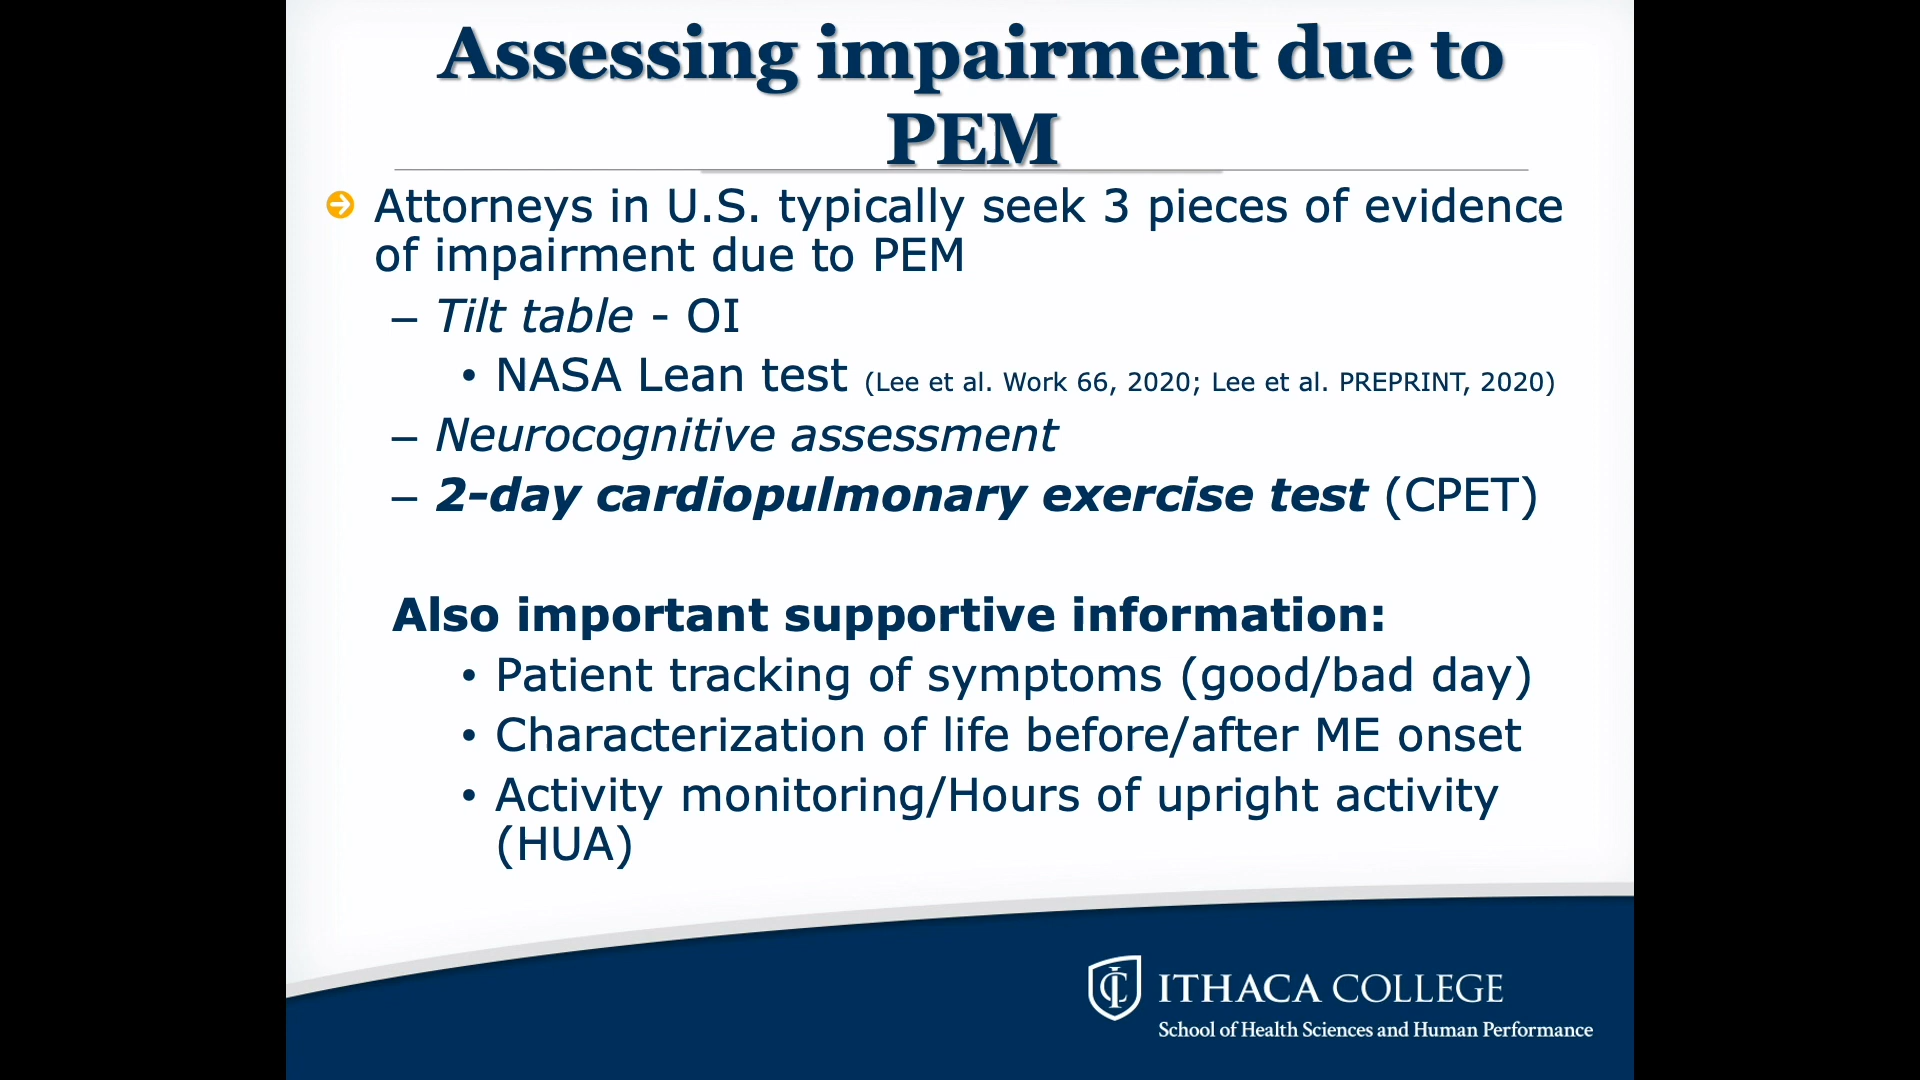 Assessing impairment due to
PEM
Attorneys in U.S. typically seek 3 pieces of evidence
of impairment due to PEM
– Tilt table - OI
• NASA Lean test (Lee et al. Work 66, 2020; Lee et al. PREPRINT, 2020)
– Neurocognitive assessment
– 2-day cardiopulmonary exercise test (CPET)
Also important supportive information:
• Patient tracking of symptoms (good/bad day)
• Characterization of life before/after ME onset
• Activity monitoring/Hours of upright activity
(HUA)
ITHACA COLLEGE
School of Health Sciences and Human Performance